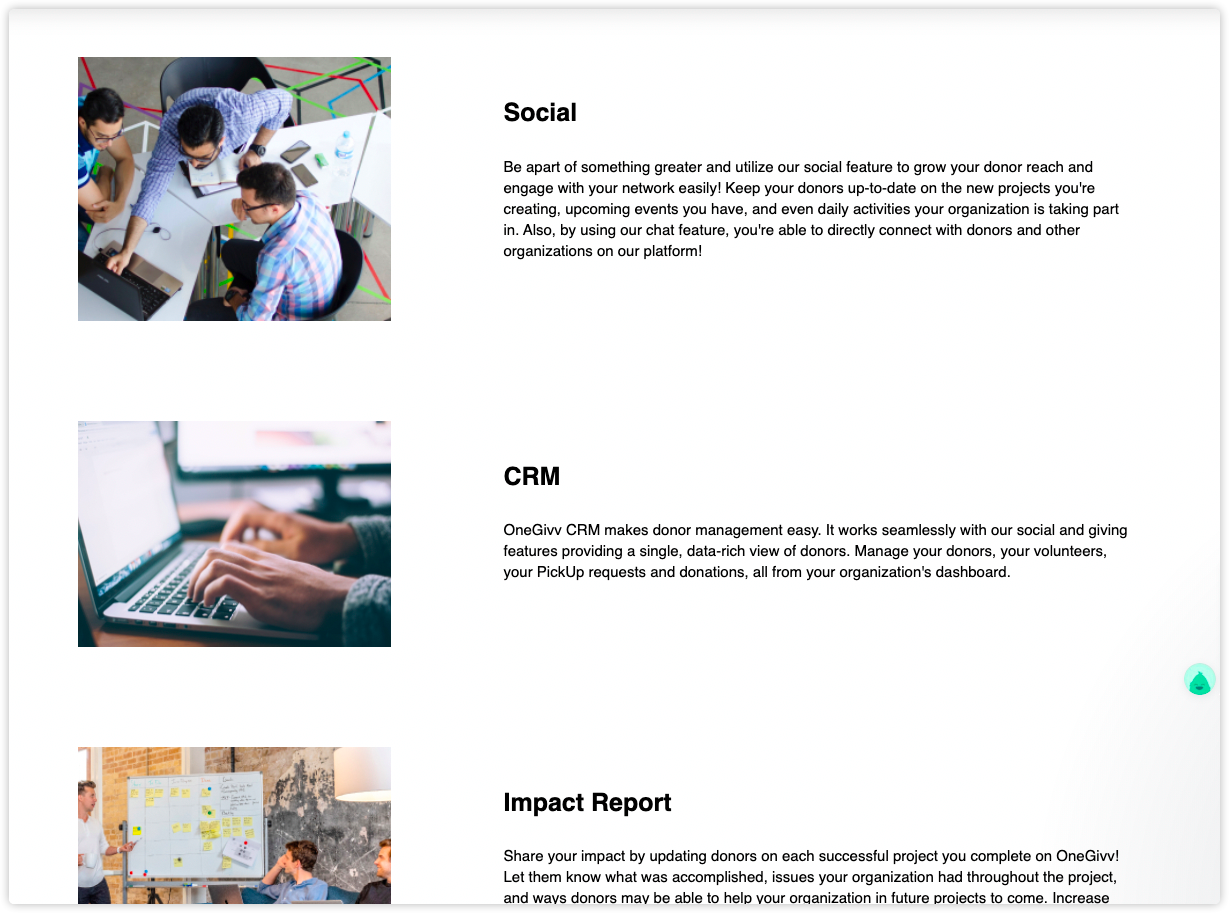 Social
Be apart of something greater and utilize our social feature to grow your donor reach and
engage with your network easily! Keep your donors up-to-date on the new projects you're
creating, upcoming events you have, and even daily activities your organization is taking part
in. Also, by using our chat feature, you're able to directly connect with donors and other
organizations on our platform!
CRM
OneGivv CRM makes donor management easy. It works seamlessly with our social and giving
features providing a single, data-rich view of donors. Manage your donors, your volunteers,
your PickUp requests and donations, all from your organization's dashboard.
Impact Report
Share your impact by updating donors on each successful project you complete on OneGivv!
Let them know what was accomplished, issues your organization had throughout the project,
and ways donors may be able to help your organization in future projects to come. Increase